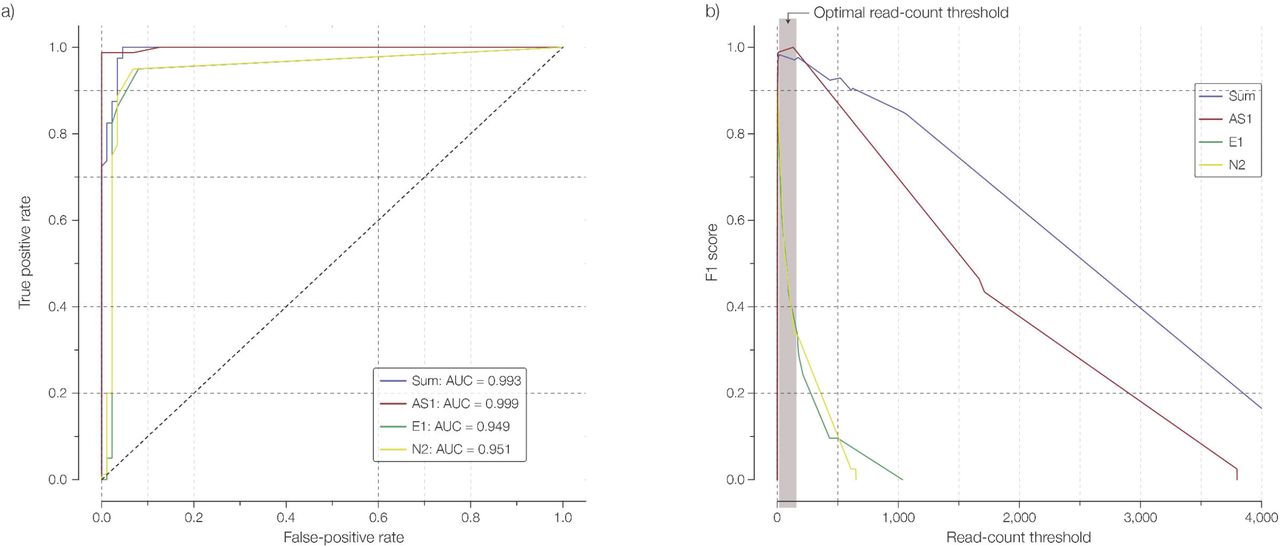 a)
1.0
0.8
0.6
0.4
0.2
0.0
True positive rate
0.0 0.2 0.4 0.6 0.8 1.0
False-positive rate
Sum: AUC = 0.993
AS1: AUC = 0.999
E1: AUC = 0.949
N2: AUC = 0.951
b)
Optimal read-count threshold
1.0
0.8
0.6
0.4
0.2
0.0
F1 score
0 1,000 2,000 3,000 4,000
Read-count threshold
Sum
AS1
E1
N2